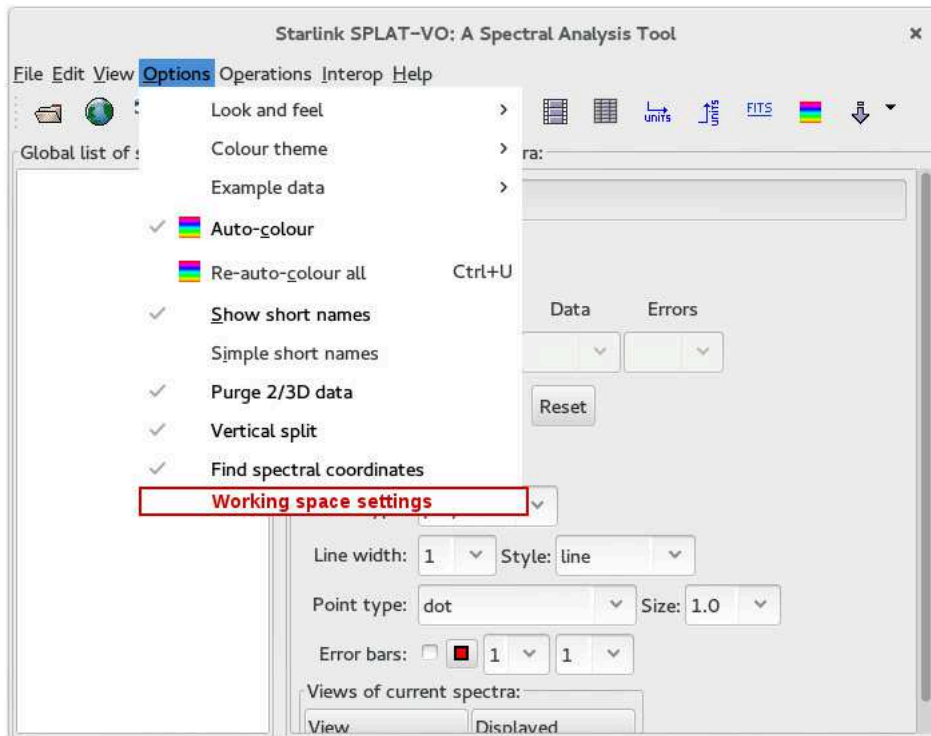 Starlink SPLAT-VO: A Spectral Analysis Tool
File Edit View Options Operations Interop Help
units
units
FITS
Global list of
ra:
Look and feel
Colour theme
Example data
Auto-colour
Re-auto-colour all Ctrl+U
Show short names
Simple short names
Purge 2/3D data
Vertical split
Find spectral coordinates
Working space settings
Data Errors
Reset
Line width: 1 Style: line
Point type: dot Size: 1.0
Error bars: 1 1
Views of current spectra:
View Displayed